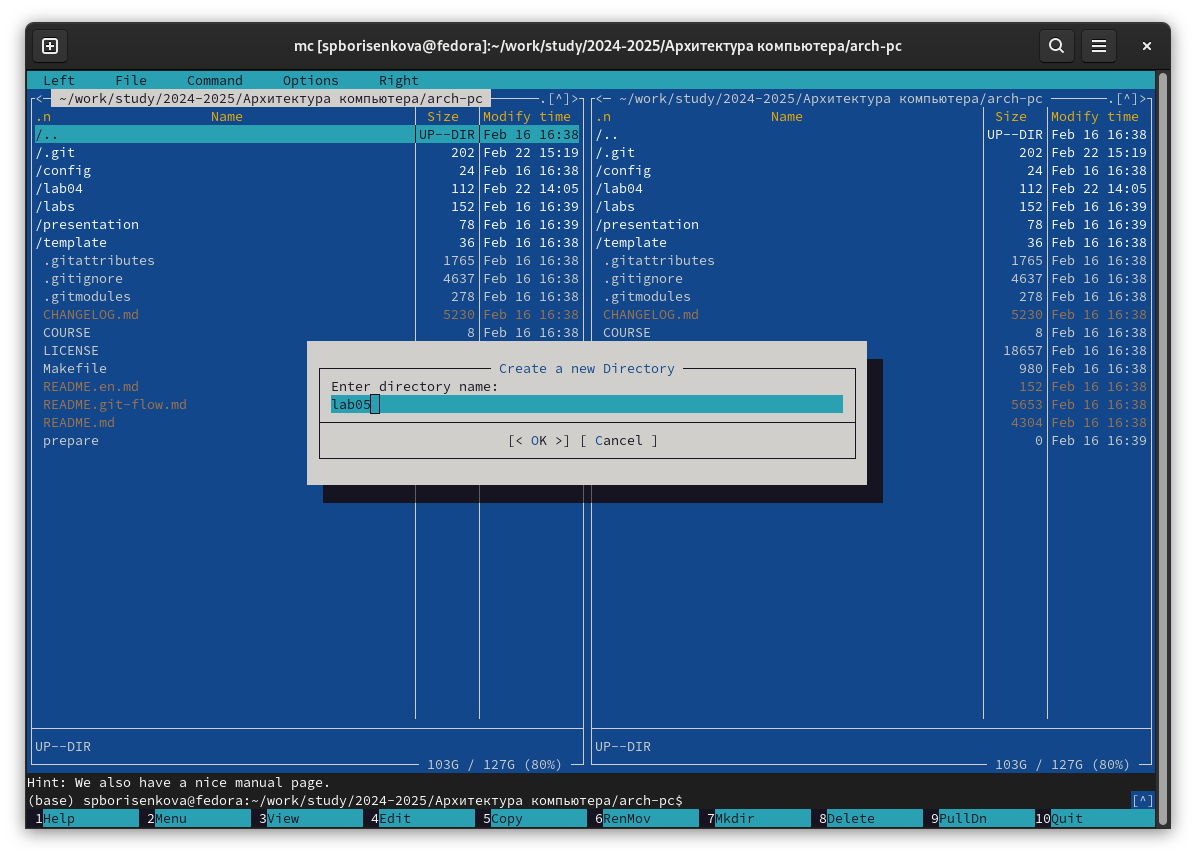 mc [spborisenkova@fedora]:~/work/study/2024-2025/Архитектура компьютера/arch-pc
Left File Command Options Right
<─ ~/work/study/2024-2025/Архитектура компьютера/arch-pc .[^]> <─ ~/work/study/2024-2025/Архитектура компьютера/arch-pc .[^]>
.n Name Size Modify time .n Name Size Modify time
/.. UP--DIR Feb 16 16:38 /.. UP--DIR Feb 16 16:38
/.git 202 Feb 22 15:19 /.git 202 Feb 22 15:19
/config 24 Feb 16 16:38 /config 24 Feb 16 16:38
/lab04 112 Feb 22 14:05 /lab04 112 Feb 22 14:05
/labs 152 Feb 16 16:39 /labs 152 Feb 16 16:39
/presentation 78 Feb 16 16:39 /presentation 78 Feb 16 16:39
/template 36 Feb 16 16:38 /template 36 Feb 16 16:38
.gitattributes 1765 Feb 16 16:38 .gitattributes 1765 Feb 16 16:38
.gitignore 4637 Feb 16 16:38 .gitignore 4637 Feb 16 16:38
.gitmodules 278 Feb 16 16:38 .gitmodules 278 Feb 16 16:38
CHANGELOG.md 5230 Feb 16 16:38 CHANGELOG.md 5230 Feb 16 16:38
COURSE 8 Feb 16 16:38 COURSE 8 Feb 16 16:38
LICENSE 18657 Feb 16 16:38
Makefile 980 Feb 16 16:38
README.en.md 152 Feb 16 16:38
README.git-flow.md 5653 Feb 16 16:38
README.md 4304 Feb 16 16:38
prepare 0 Feb 16 16:39
Create a new Directory
Enter directory name:
lab05
[< OK >] [ Cancel ]
UP--DIR UP--DIR
103G / 127G (80%) 103G / 127G (80%)
Hint: We also have a nice manual page.
(base) spborisenkova@fedora:~/work/study/2024-2025/Архитектура компьютера/arch-pc$ [^]
1Help 2Menu 3View 4Edit 5Copy 6RenMov 7Mkdir 8Delete 9PullDn 10Quit